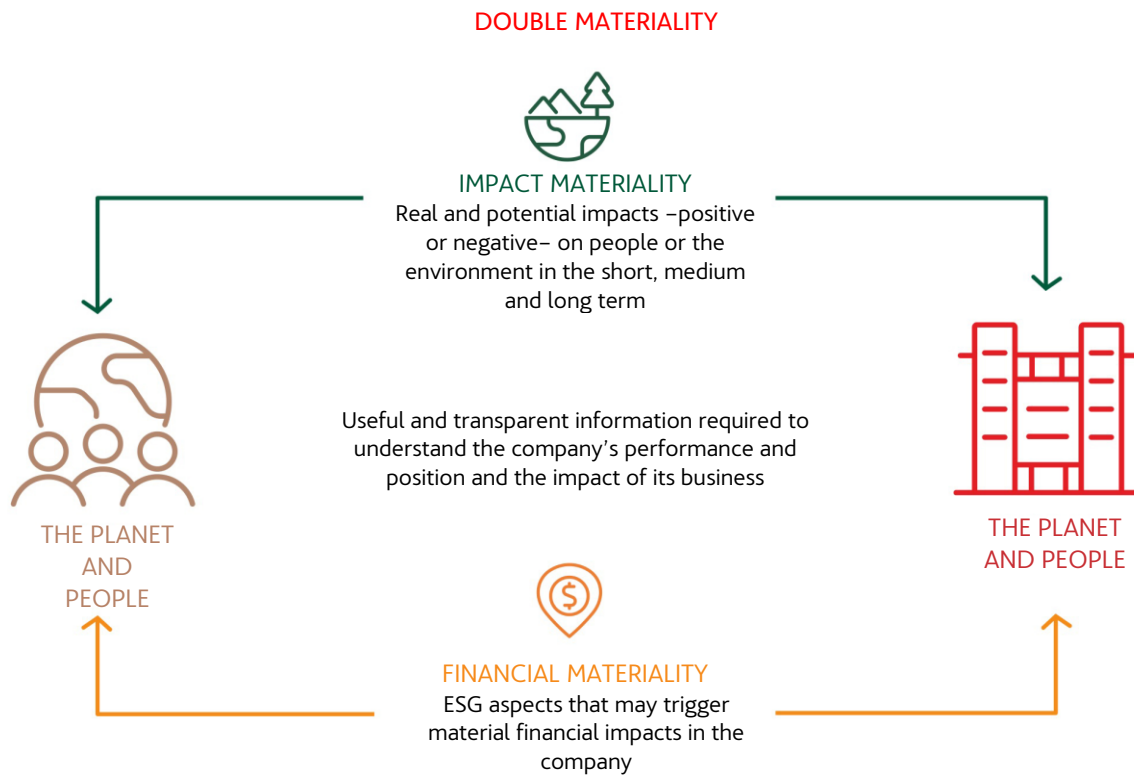 DOUBLE MATERIALITY
IMPACT MATERIALITY
Real and potential impacts –positive
or negative– on people or the
environment in the short, medium
and long term
Useful and transparent information required to
understand the company’s performance and
position and the impact of its business
THE PLANET
AND
PEOPLE
THE PLANET
AND PEOPLE
$
FINANCIAL MATERIALITY
ESG aspects that may trigger
material financial impacts in the
company